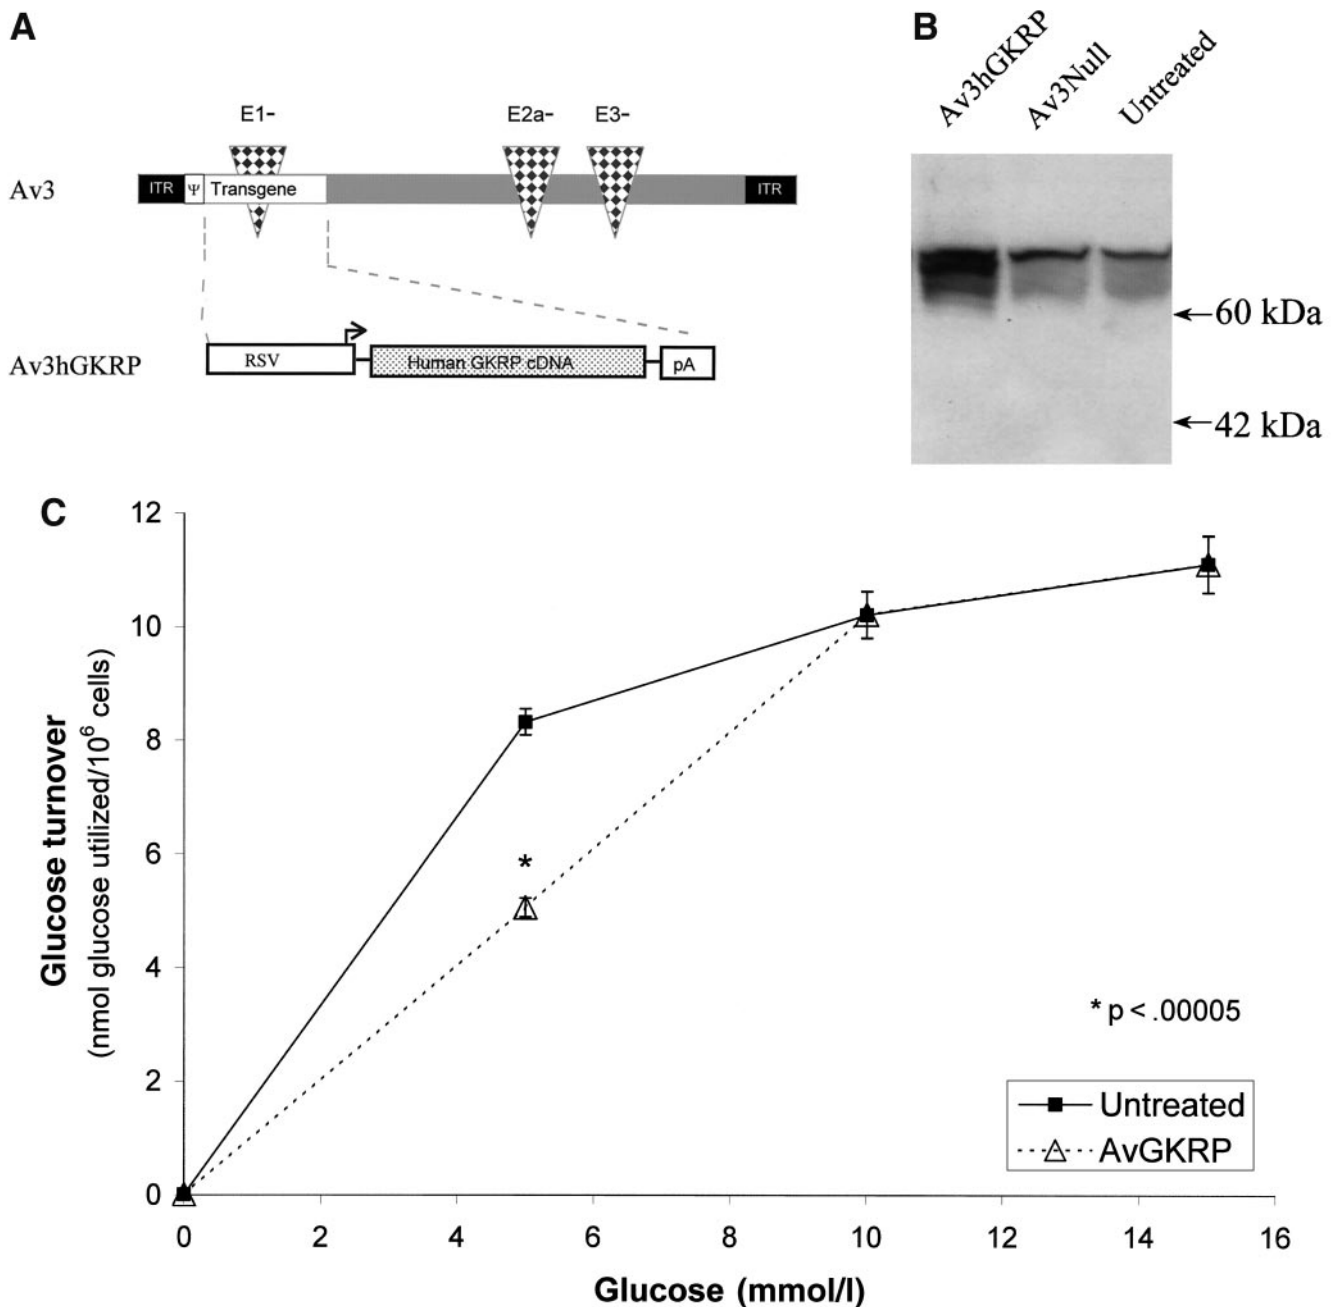 A
E1-
E2a-
E3-
Av3
ITR
Ψ
Transgene
ITR
Av3hGKRP
RSV
Human GKRP cDNA
pA
B
Av3hGKRP
Av3Null
Untreated
60 kDa
42 kDa
C
12
10
8
6
4
2
0
Glucose turnover
(nmol glucose utilized/10⁶ cells)
*
* p < .00005
Untreated
AvGKRP
0 2 4 6 8 10 12 14 16
Glucose (mmol/l)